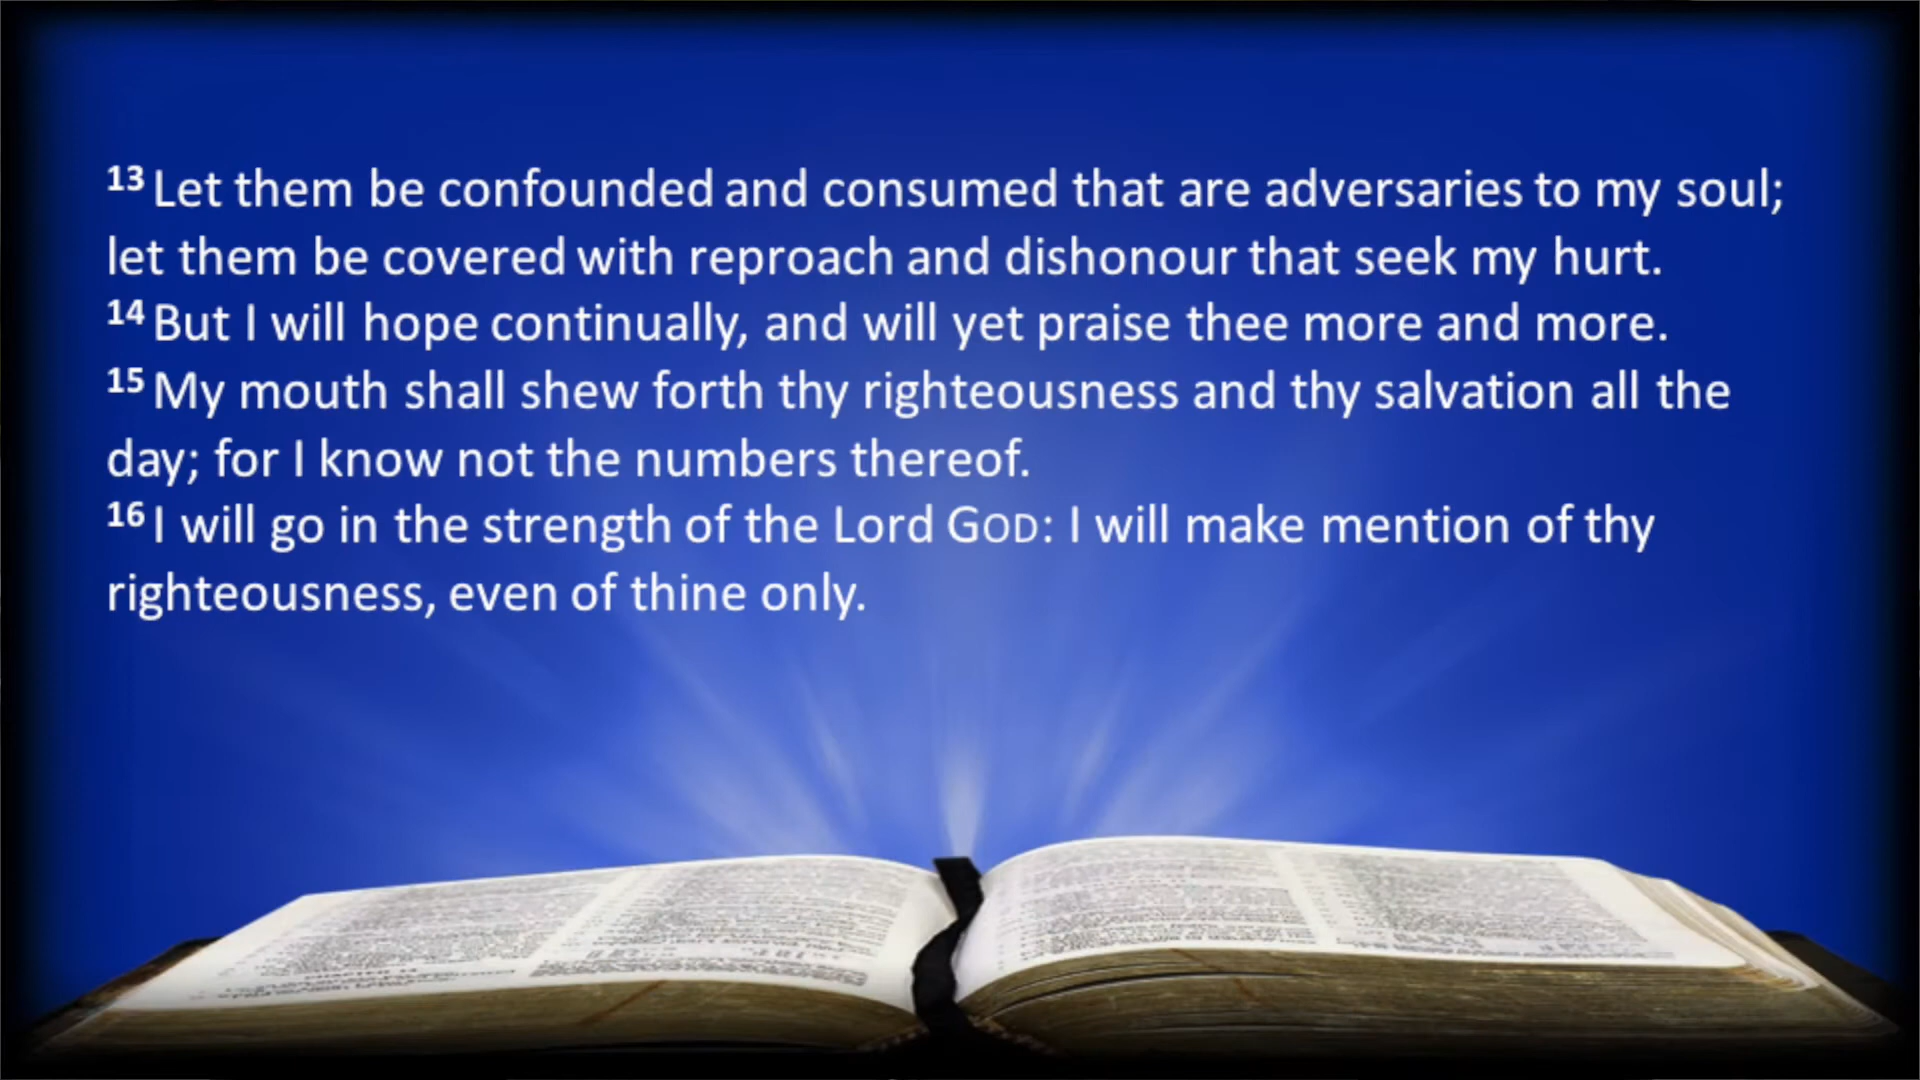 13 Let them be confounded and consumed that are adversaries to my soul;
let them be covered with reproach and dishonour that seek my hurt.
14 But I will hope continually, and will yet praise thee more and more.
15 My mouth shall shew forth thy righteousness and thy salvation all the
day; for I know not the numbers thereof.
16 I will go in the strength of the Lord GOD: I will make mention of thy
righteousness, even of thine only.